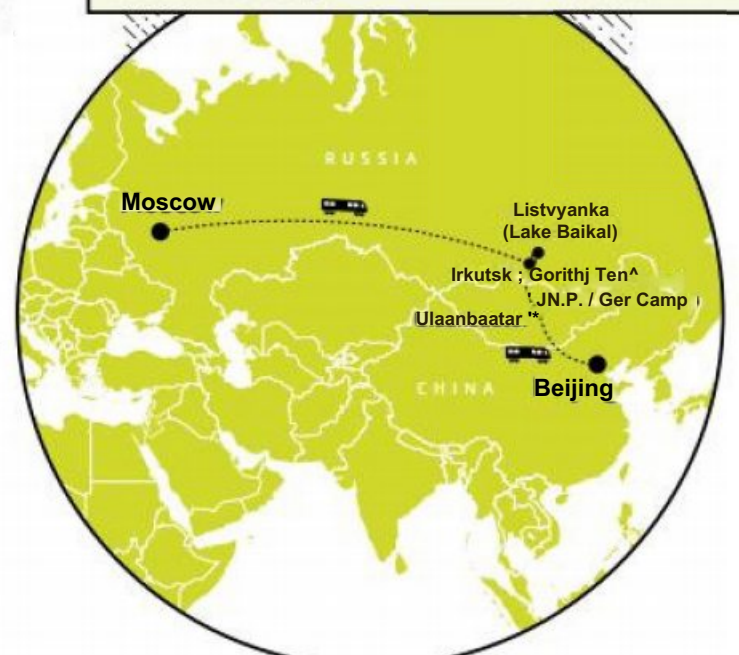 RUSSIA
Moscow
Listvyanka
(Lake Baikal)
Irkutsk ; Gorithj Ten^
JN.P. / Ger Camp
Ulaanbaatar '*
CHINA
Beijing